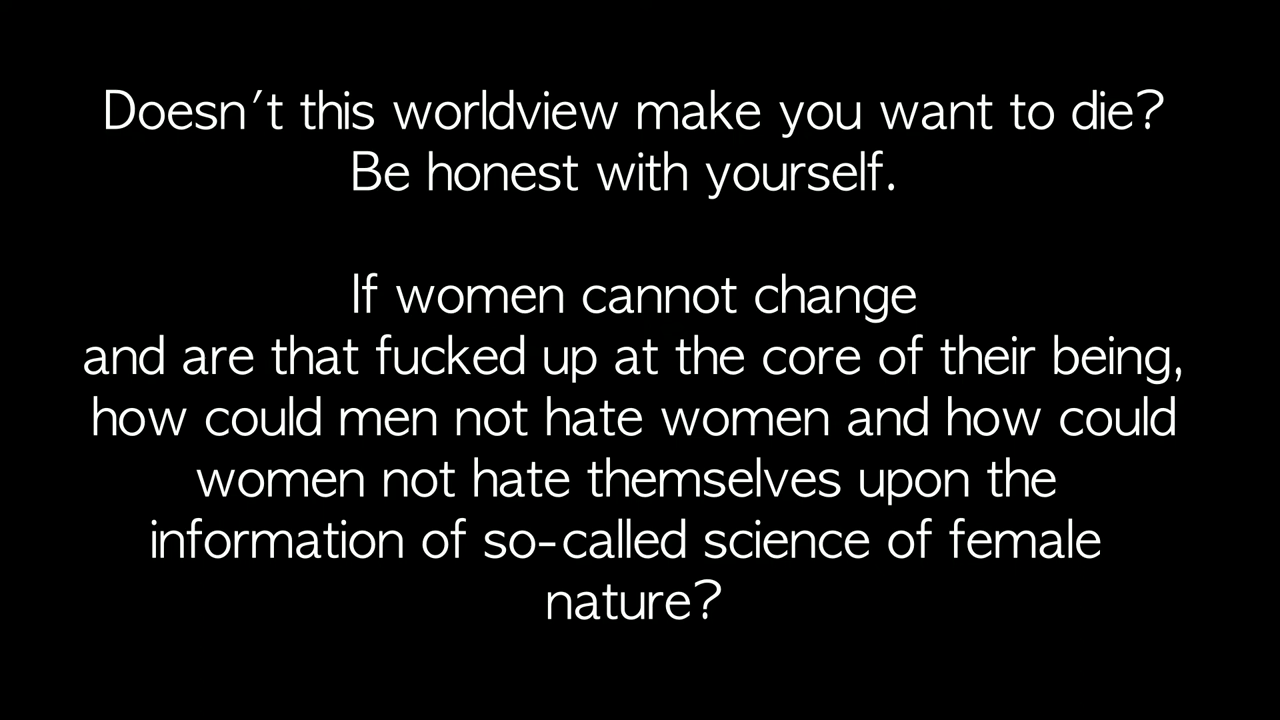 Doesn't this worldview make you want to die?
Be honest with yourself.
If women cannot change
and are that fucked up at the core of their being,
how could men not hate women and how could
women not hate themselves upon the
information of so-called science of female
nature?